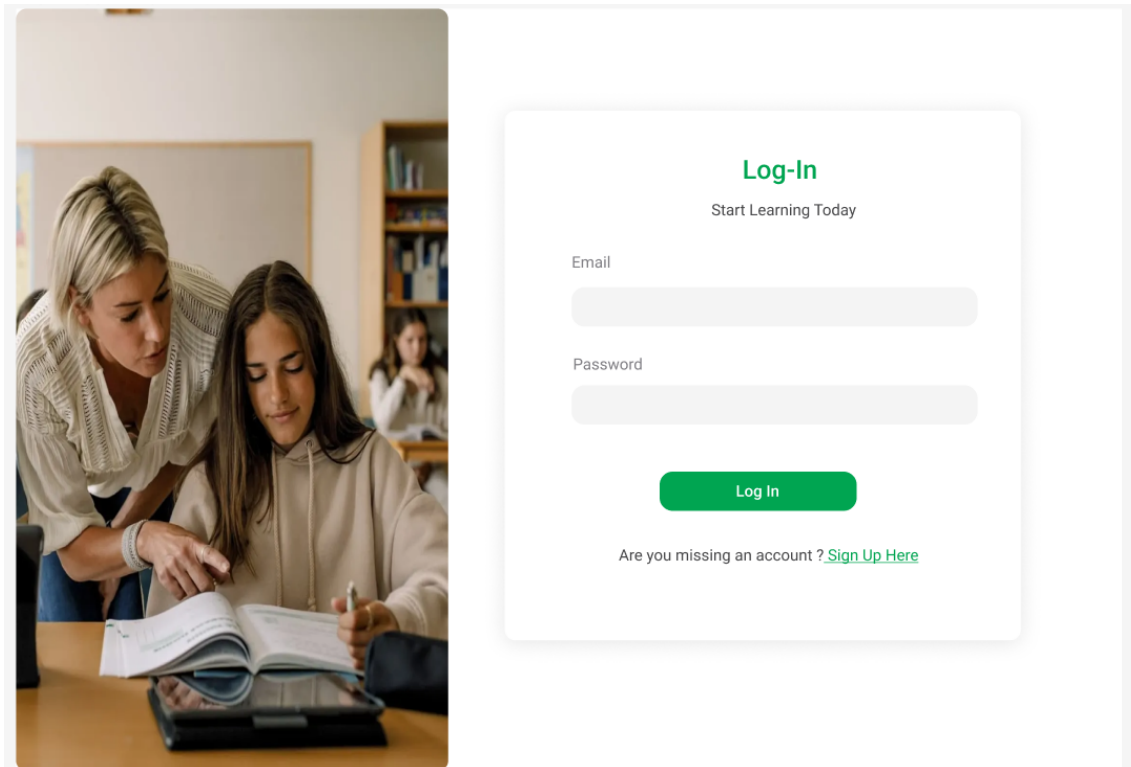 Log-In
Start Learning Today
Email
Password
Log In
Are you missing an account ? Sign Up Here